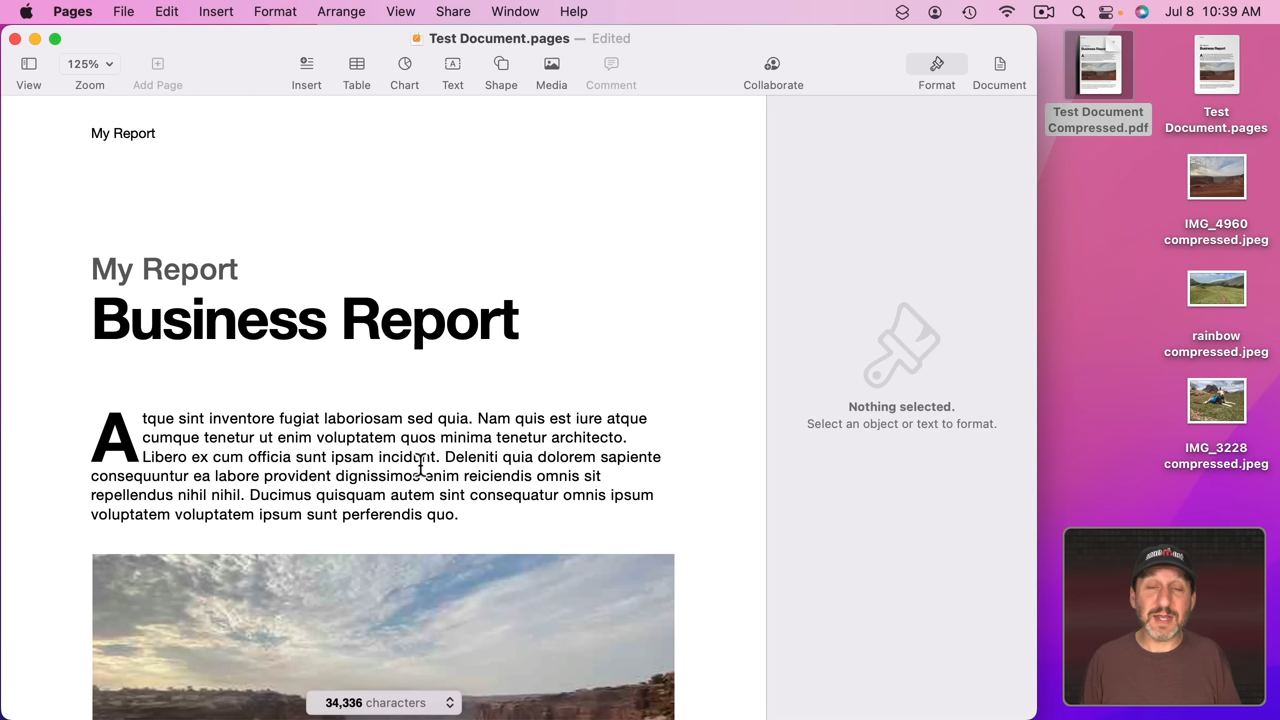 Pages File Edit Insert Format Arrange View Share Window Help Jul 8 10:39 AM
Test Document.pages — Edited
125%
View Zoom Add Page Insert Table Chart Text Shape Media Comment Collaborate Format Document
My Report
My Report
Business Report
Atque sint inventore fugiat laboriosam sed quia. Nam quis est iure atque
cumque tenetur ut enim voluptatem quos minima tenetur architecto.
Libero ex cum officia sunt ipsam incidunt. Deleniti quia dolorem sapiente
consequuntur ea labore provident dignissimos enim reiciendis omnis sit
repellendus nihil nihil. Ducimus quisquam autem sint consequatur omnis ipsum
voluptatem voluptatem ipsum sunt perferendis quo.
34,336 characters
Nothing selected.
Select an object or text to format.
Test Document
Compressed.pdf
Test
Document.pages
IMG_4960
compressed.jpeg
rainbow
compressed.jpeg
IMG_3228
compressed.jpeg